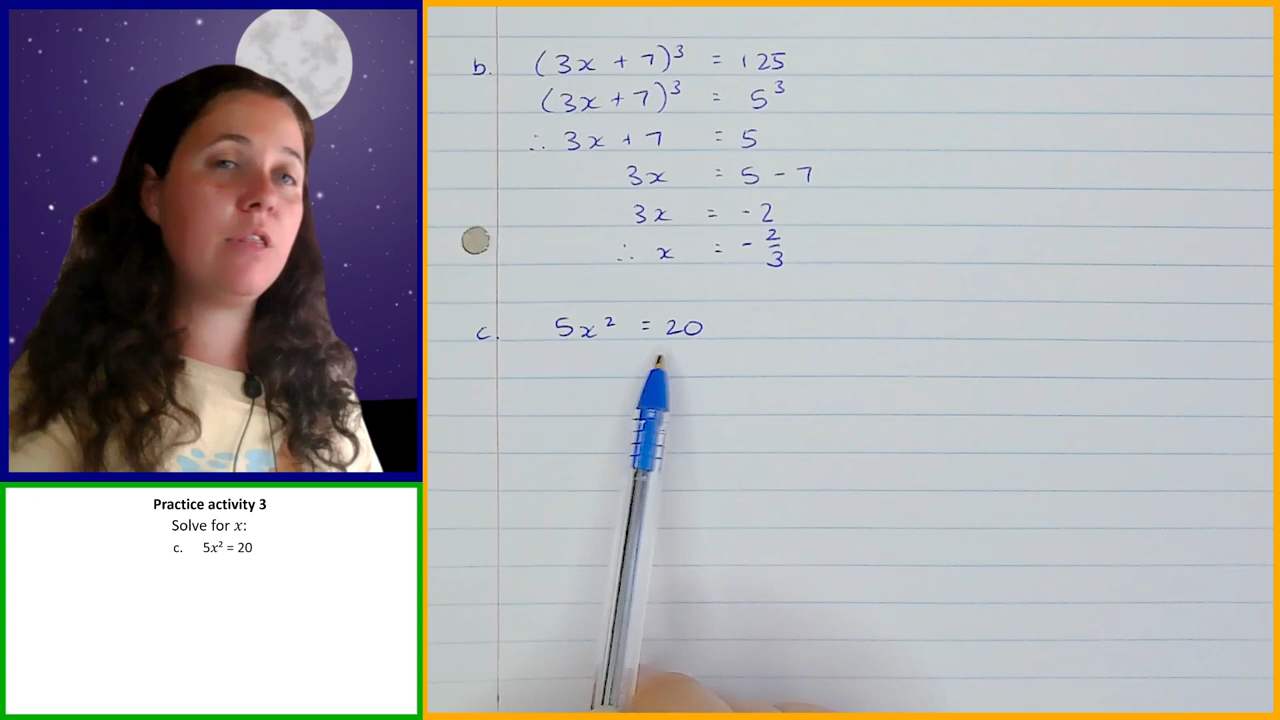 b. (3x + 7)³ = 125
(3x + 7)³ = 5³
∴ 3x + 7 = 5
3x = 5 - 7
3x = -2
∴ x = -2/3
c. 5x² = 20
Practice activity 3
Solve for x:
c. 5x² = 20